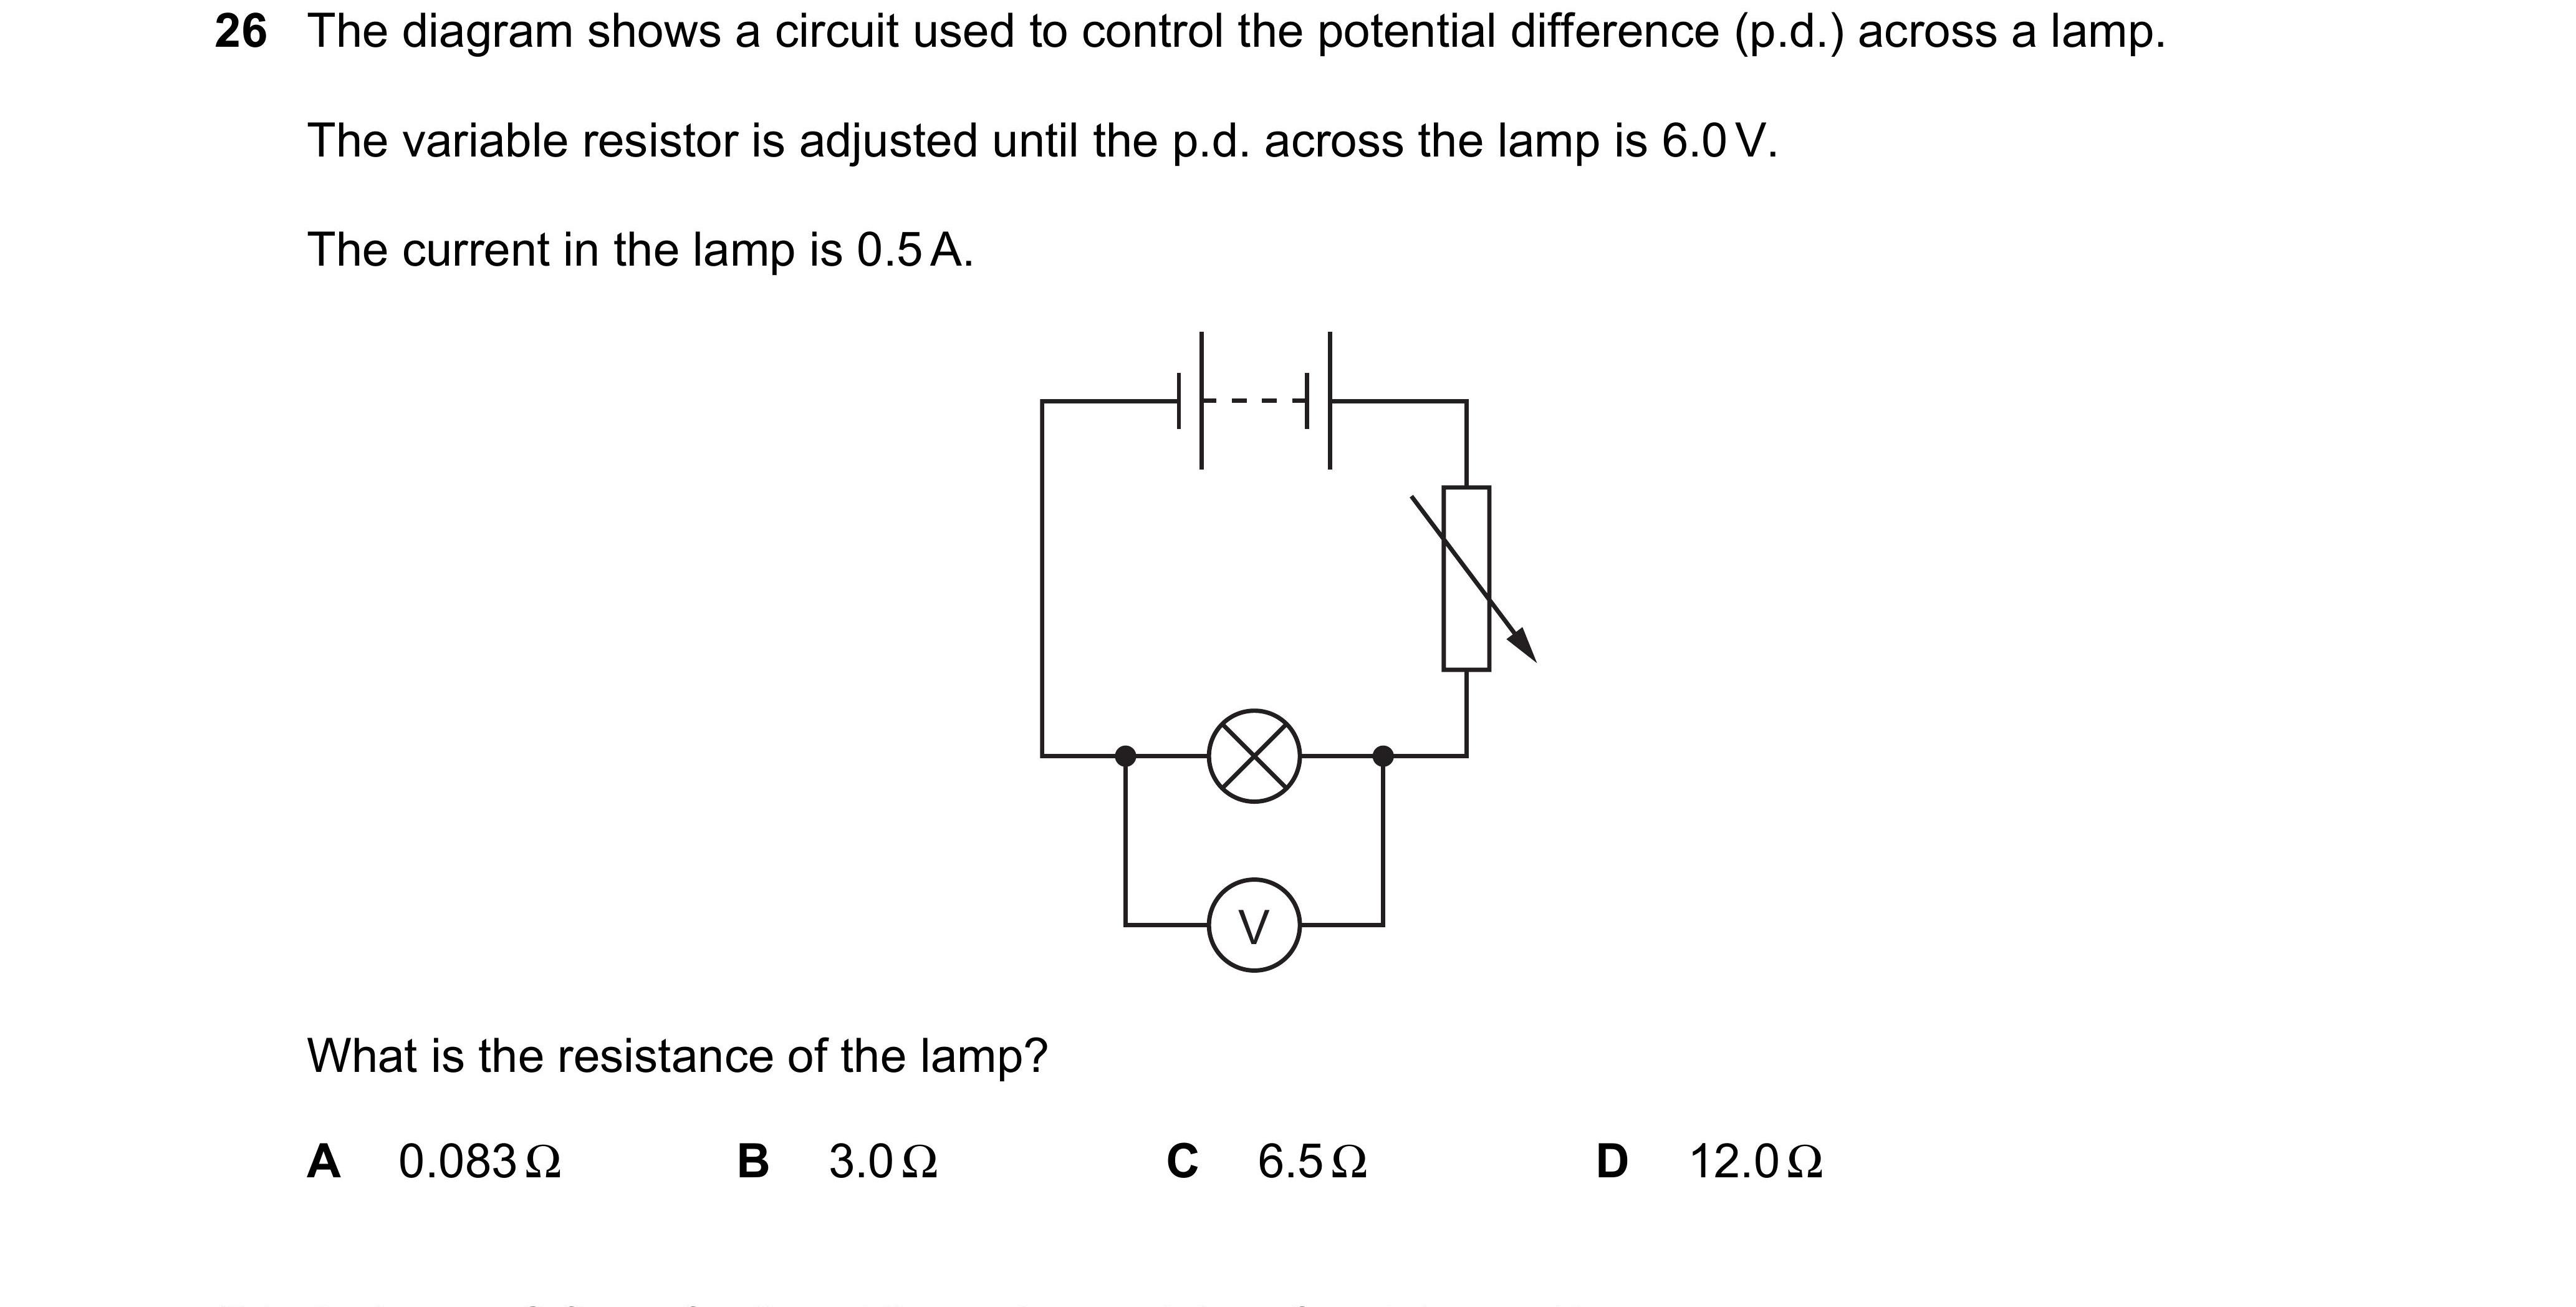 26 The diagram shows a circuit used to control the potential difference (p.d.) across a lamp.
The variable resistor is adjusted until the p.d. across the lamp is 6.0 V.
The current in the lamp is 0.5 A.
V
What is the resistance of the lamp?
A 0.083 Ω B 3.0 Ω C 6.5 Ω D 12.0 Ω